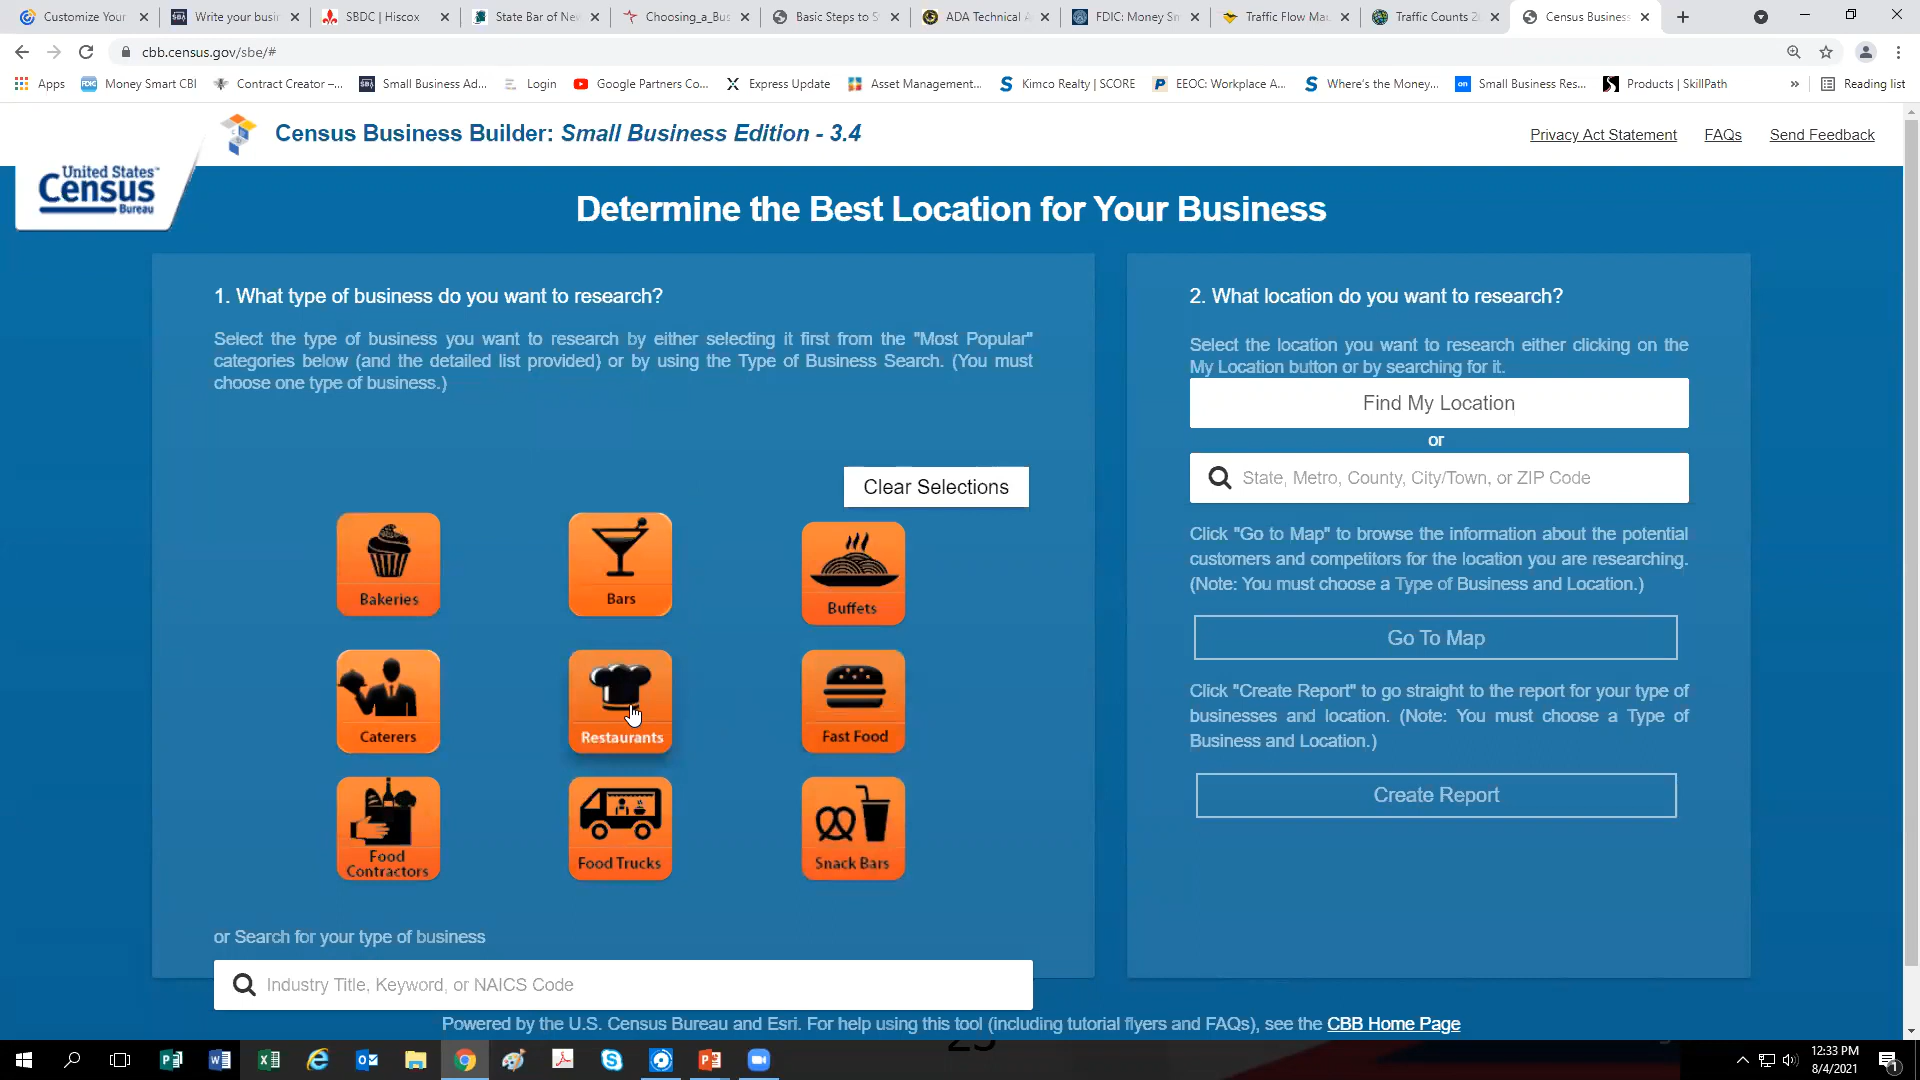 Customize Your
Write your busin
SBDC | Hiscox
State Bar of Nev
Choosing_a_Bus
Basic Steps to S
ADA Technical A
FDIC: Money Sm
Traffic Flow Ma
Traffic Counts 2
Census Business
cbb.census.gov/sbe/#
Apps
Money Smart CBI
Contract Creator –...
Small Business Ad...
Login
Google Partners Co...
Express Update
Asset Management...
Kimco Realty | SCORE
EEOC: Workplace A...
Where's the Money...
Small Business Res...
Products | SkillPath
»
Reading list
Census Business Builder: Small Business Edition - 3.4
Privacy Act Statement
FAQs
Send Feedback
United States™
Census
Bureau
Determine the Best Location for Your Business
1. What type of business do you want to research?
Select the type of business you want to research by either selecting it first from the "Most Popular"
categories below (and the detailed list provided) or by using the Type of Business Search. (You must
choose one type of business.)
Clear Selections
Bakeries
Bars
Buffets
Caterers
Restaurants
Fast Food
Food
Contractors
Food Trucks
Snack Bars
or Search for your type of business
Industry Title, Keyword, or NAICS Code
2. What location do you want to research?
Select the location you want to research either clicking on the
My Location button or by searching for it.
Find My Location
or
State, Metro, County, City/Town, or ZIP Code
Click "Go to Map" to browse the information about the potential
customers and competitors for the location you are researching.
(Note: You must choose a Type of Business and Location.)
Go To Map
Click "Create Report" to go straight to the report for your type of
businesses and location. (Note: You must choose a Type of
Business and Location.)
Create Report
Powered by the U.S. Census Bureau and Esri. For help using this tool (including tutorial flyers and FAQs), see the CBB Home Page
12:33 PM
8/4/2021